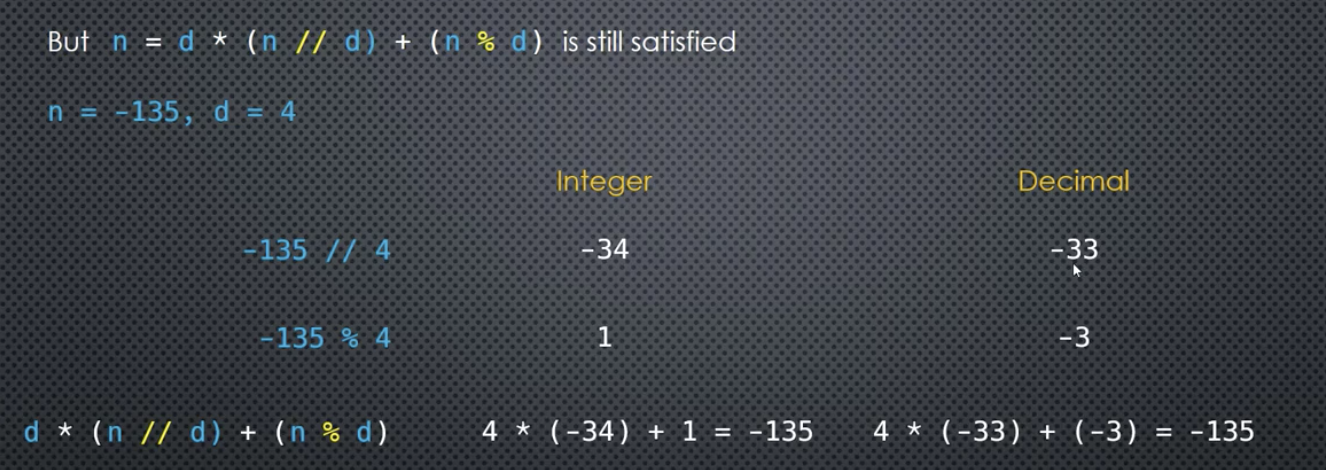 But n = d * (n // d) + (n % d) is still satisfied
n = -135, d = 4
Integer Decimal
-135 // 4 -34 -33
-135 % 4 1 -3
d * (n // d) + (n % d) 4 * (-34) + 1 = -135 4 * (-33) + (-3) = -135